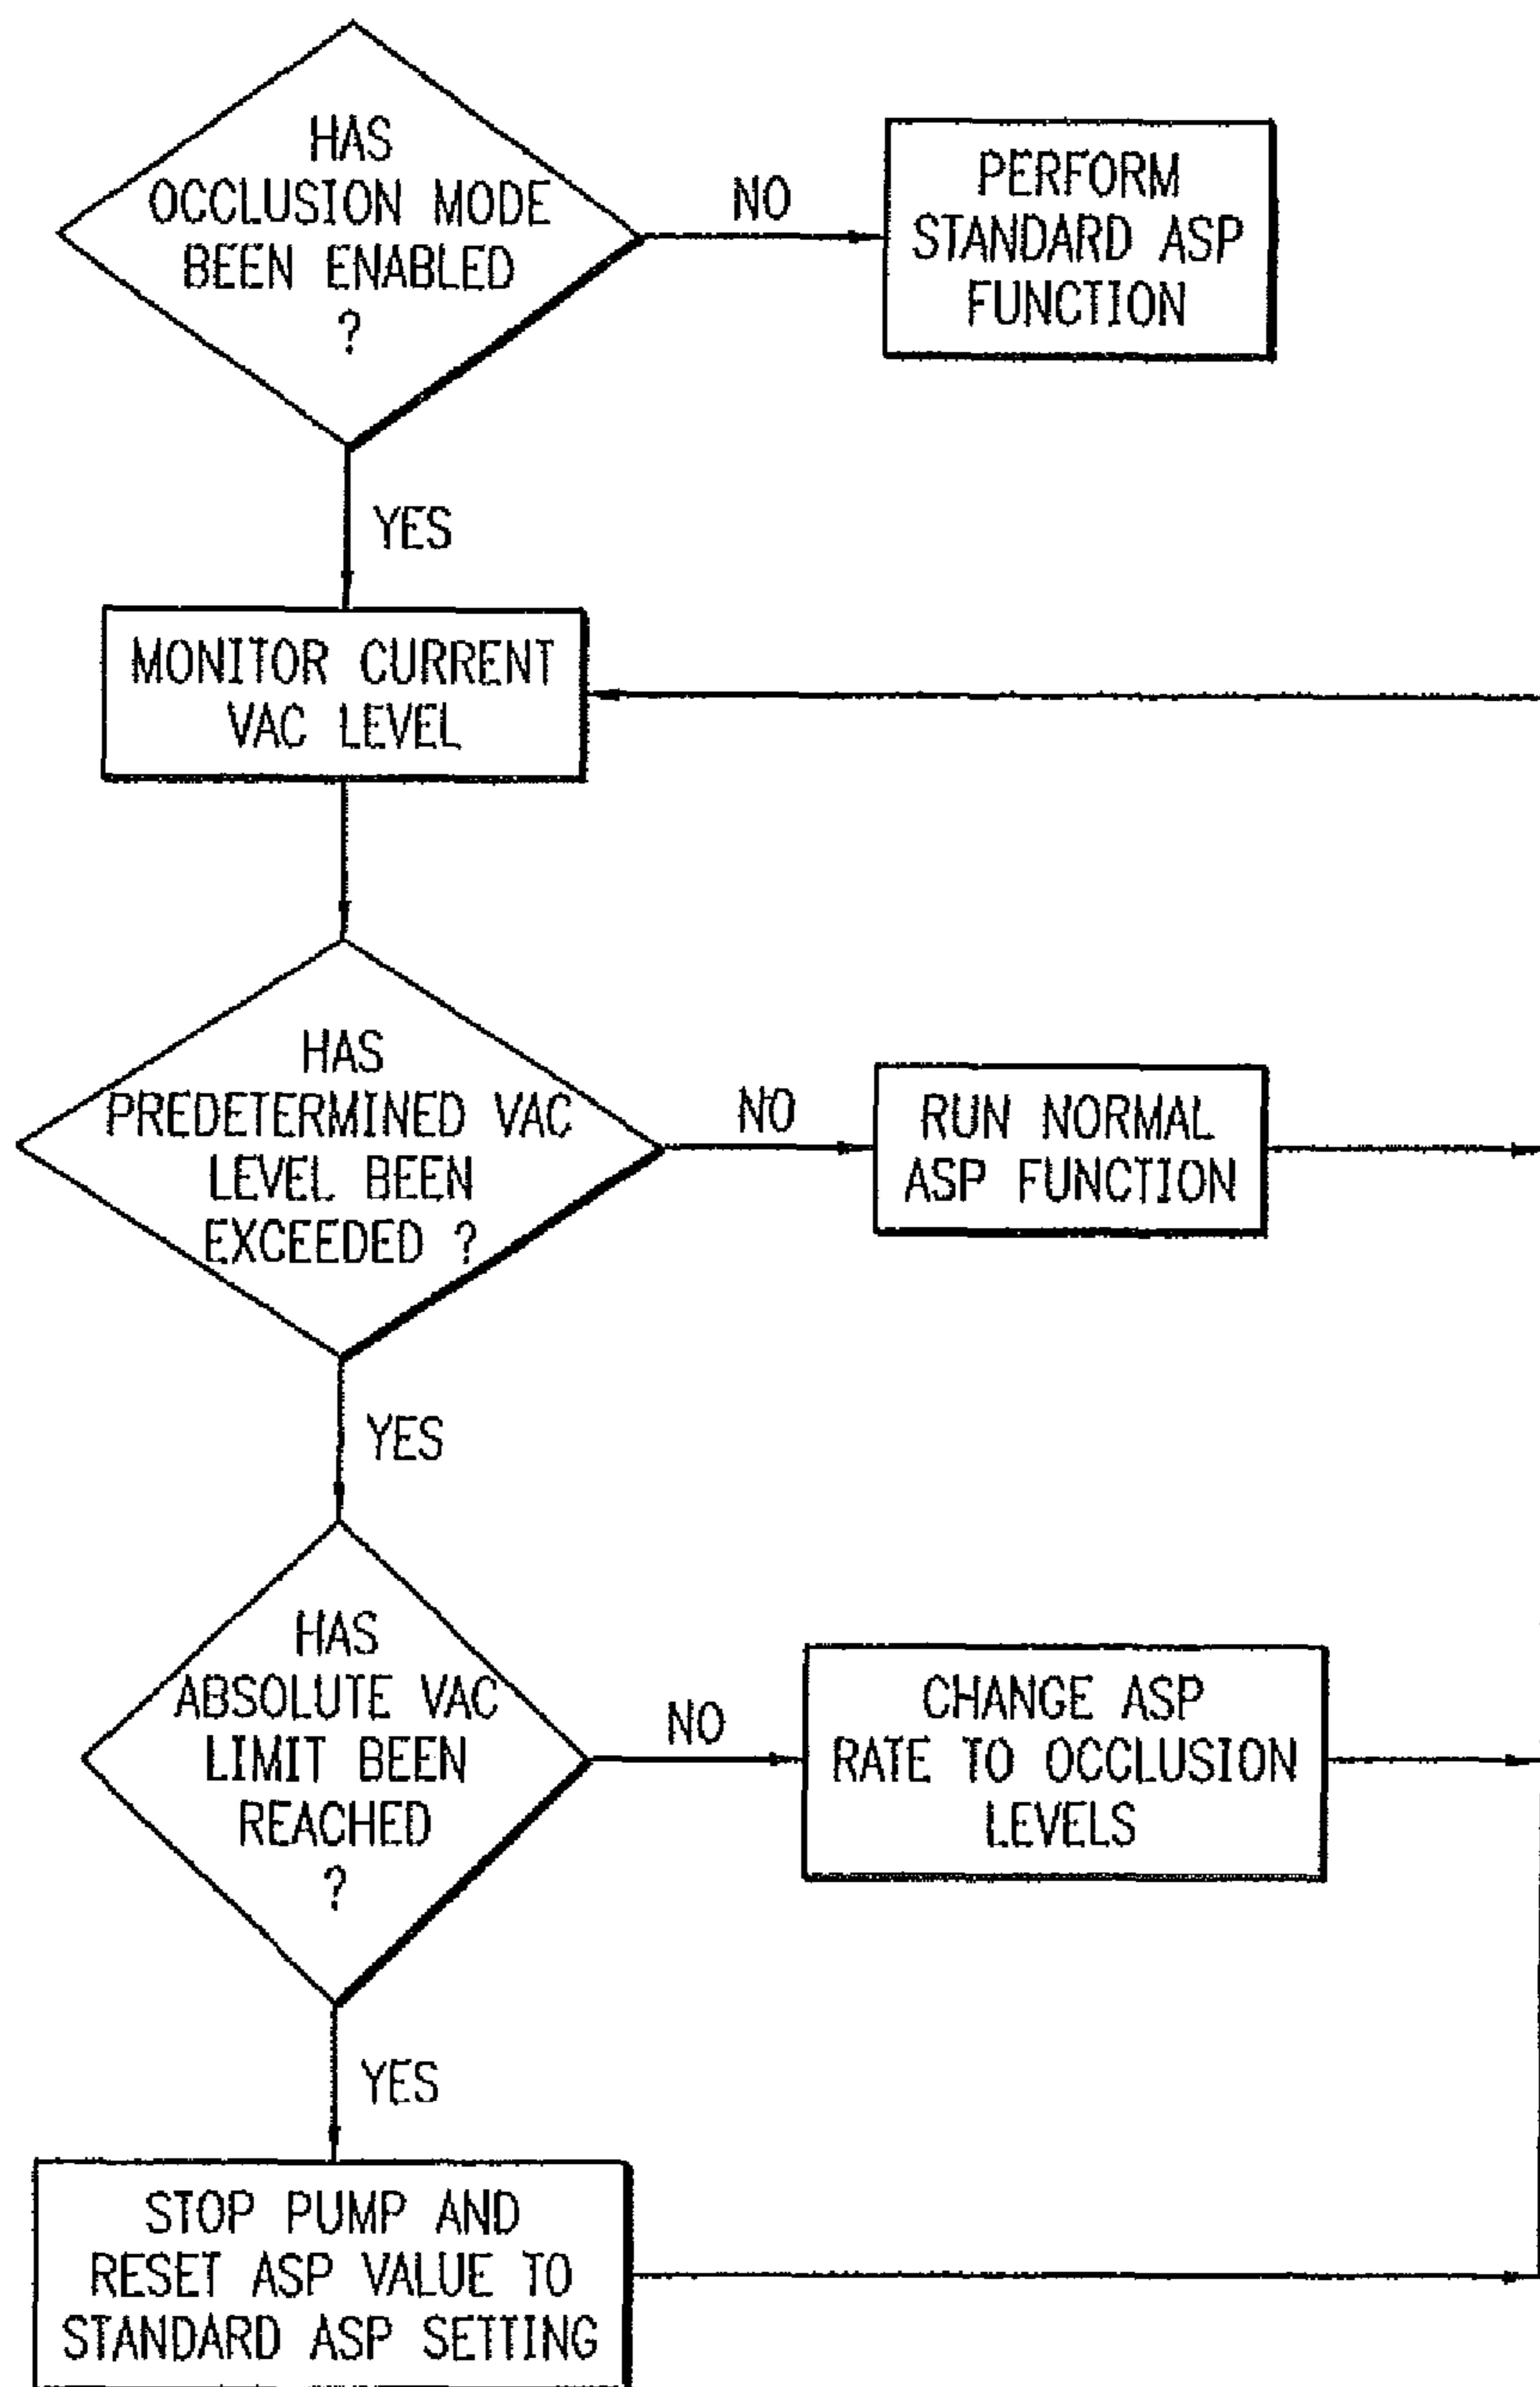 HAS
OCCLUSION MODE
BEEN ENABLED
?
NO
PERFORM
STANDARD ASP
FUNCTION
YES
MONITOR CURRENT
VAC LEVEL
HAS
PREDETERMINED VAC
LEVEL BEEN
EXCEEDED ?
NO
RUN NORMAL
ASP FUNCTION
YES
HAS
ABSOLUTE VAC
LIMIT BEEN
REACHED
?
NO
CHANGE ASP
RATE TO OCCLUSION
LEVELS
YES
STOP PUMP AND
RESET ASP VALUE TO
STANDARD ASP SETTING